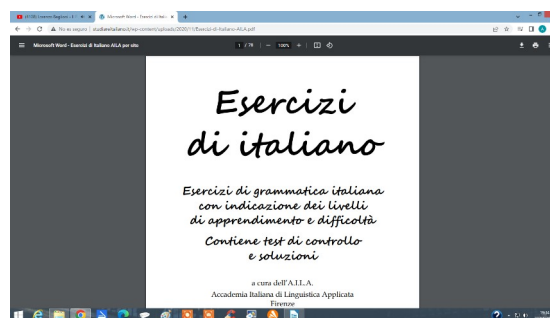 Microsoft Word - Esercizi di Italiano AILA per sito
1 / 78
100%
Esercizi
di italiano
Esercizi di grammatica italiana
con indicazione dei livelli
di apprendimento e difficoltà
Contiene test di controllo
e soluzioni
a cura dell'A.I.L.A.
Accademia Italiana di Linguistica Applicata
Firenze